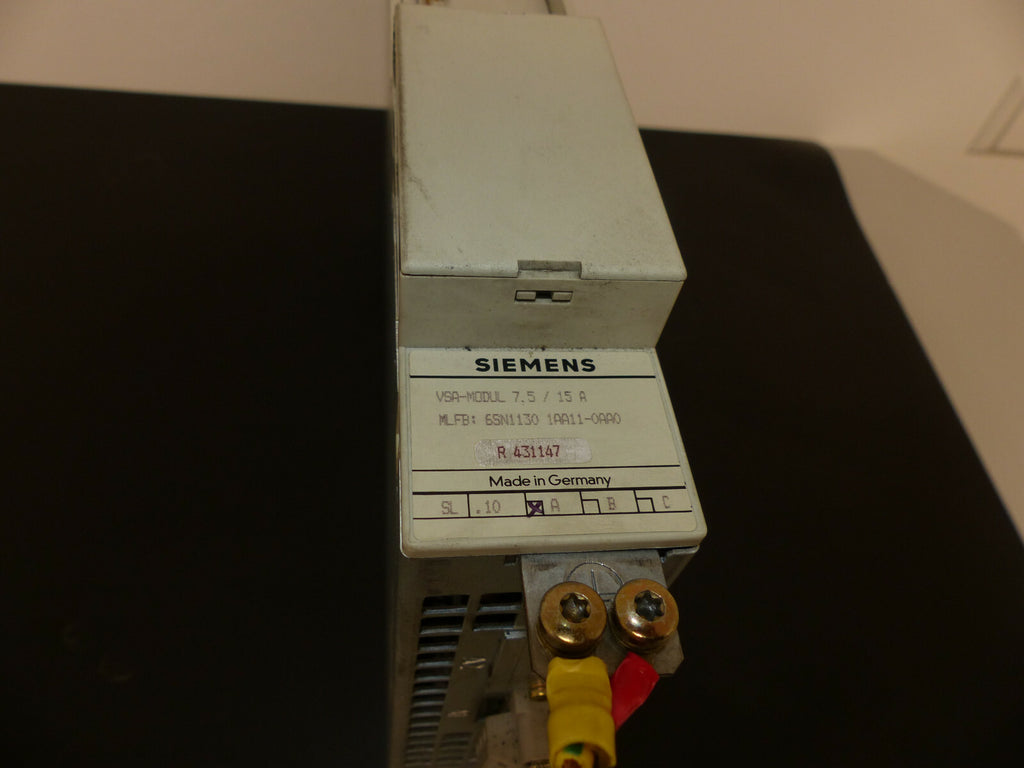 SIEMENS
VSA-MODUL 7.5 / 15 A
MLFB: 6SN1130 1AA11-0AA0
R 431147
Made in Germany
SL .10 A B C